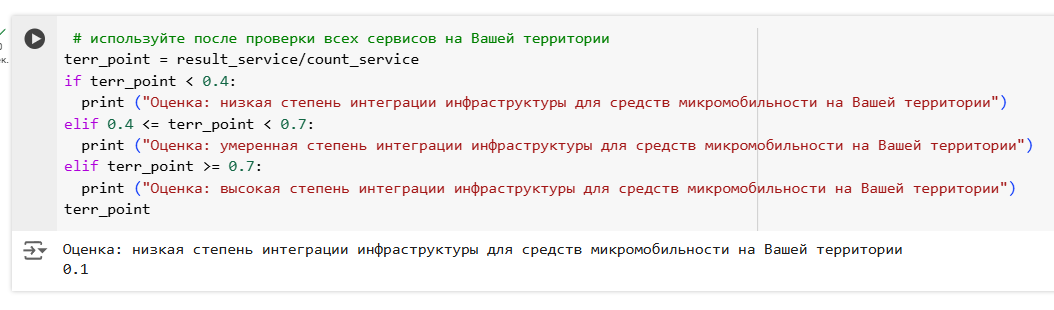 # используйте после проверки всех сервисов на Вашей территории
terr_point = result_service/count_service
if terr_point < 0.4:
  print ("Оценка: низкая степень интеграции инфраструктуры для средств микромобильности на Вашей территории")
elif 0.4 <= terr_point < 0.7:
  print ("Оценка: умеренная степень интеграции инфраструктуры для средств микромобильности на Вашей территории")
elif terr_point >= 0.7:
  print ("Оценка: высокая степень интеграции инфраструктуры для средств микромобильности на Вашей территории")
terr_point
Оценка: низкая степень интеграции инфраструктуры для средств микромобильности на Вашей территории
0.1